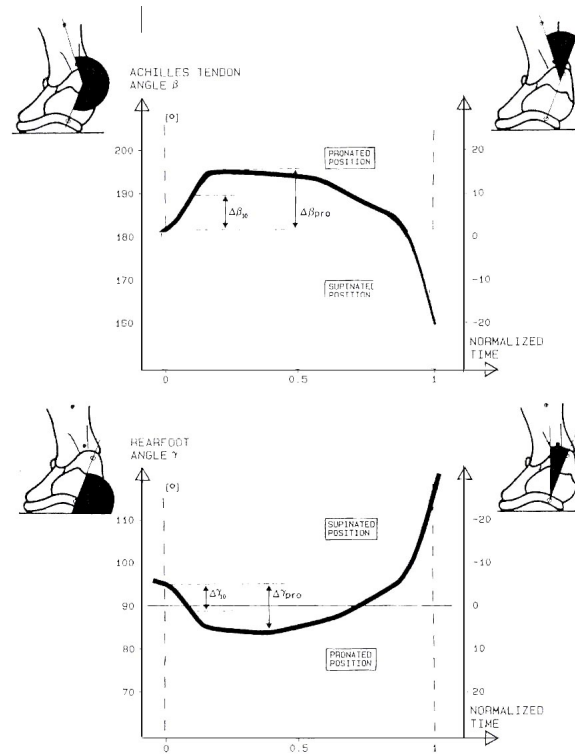 ACHILLES TENDON
ANGLE β
[°]
200
190
180
170
150
PRONATED
POSITION
Δβ₁₀
Δβpro
SUPINATED
POSITION
20
10
0
-10
-20
NORMALIZED
TIME
0
0.5
1
REARFOOT
ANGLE γ
[°]
110
100
90
80
70
SUPINATED
POSITION
Δγ₁₀
Δγpro
PRONATED
POSITION
-20
-10
0
10
20
NORMALIZED
TIME
0
0.5
1